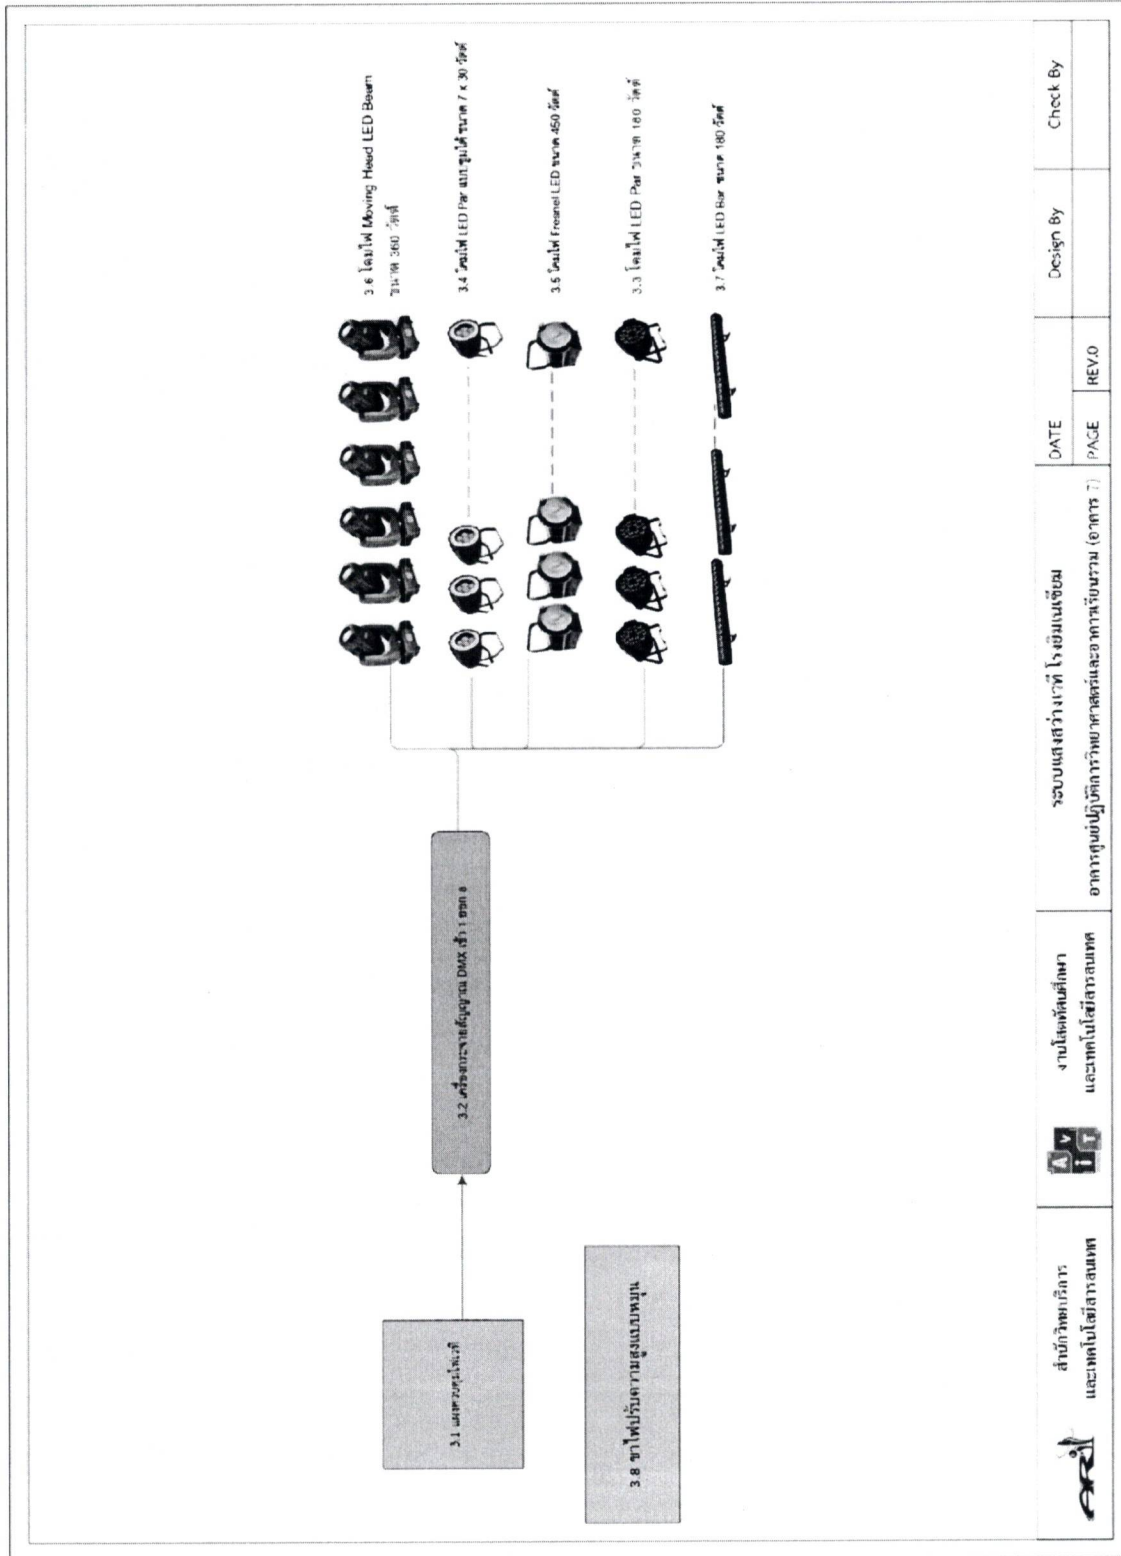 3.6 โคมไฟ Moving Head LED Beam
ขนาด 360 วัตต์
3.4 โคมไฟ LED Par แบบซูมได้ ขนาด 7 x 30 วัตต์
3.5 โคมไฟ Fresnel LED ขนาด 450 วัตต์
3.3 โคมไฟ LED Par ขนาด 180 วัตต์
3.7 โคมไฟ LED Bar ขนาด 180 วัตต์
3.2 เครื่องกระจายสัญญาณ DMX เข้า 1 ออก 8
3.1 แผงควบคุมไฟเวที
3.8 ขาไฟปรับความสูงแบบหมุน
ARIT
สำนักวิทยบริการ
และเทคโนโลยีสารสนเทศ
AViT
งานโสตทัศนศึกษา
และเทคโนโลยีสารสนเทศ
ระบบแสงสว่างเวที โรงยิมเนเซียม
อาคารศูนย์ปฏิบัติการวิทยาศาสตร์และอาคารเรียนรวม (อาคาร 7)
DATE
PAGE
REV.0
Design By
Check By